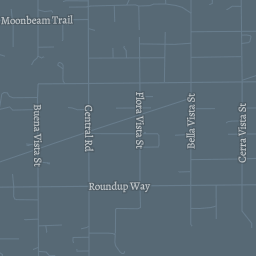 Moonbeam Trail
Buena Vista St
Central Rd
Flora Vista St
Bella Vista St
Cerra Vista St
Roundup Way